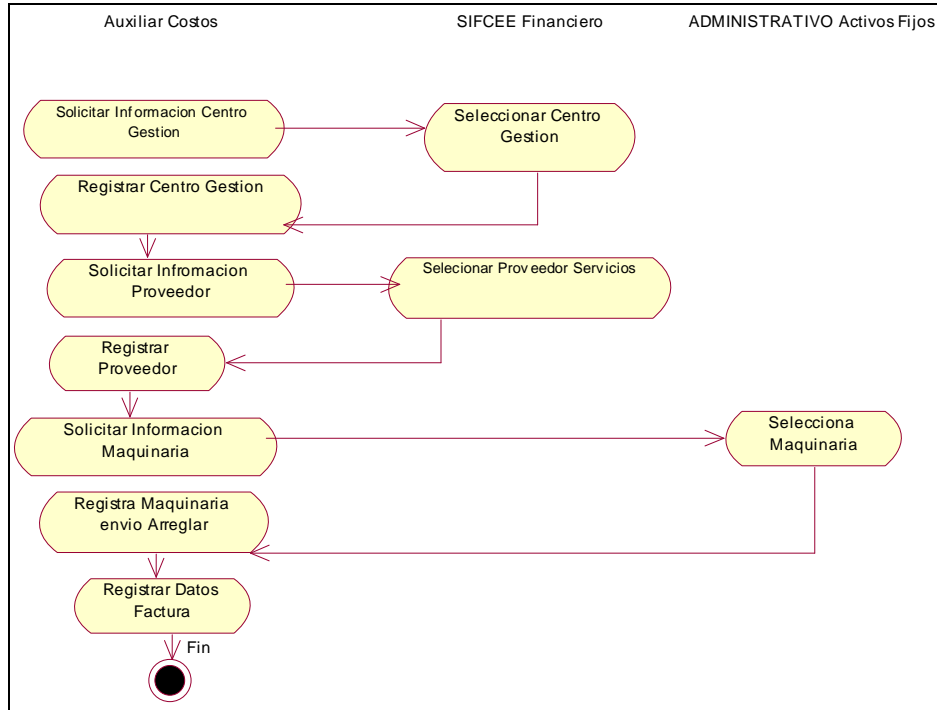 Auxiliar Costos
SIFCEE Financiero
ADMINISTRATIVO Activos Fijos
Solicitar Informacion Centro
Gestion
Seleccionar Centro
Gestion
Registrar Centro Gestion
Solicitar Infromacion
Proveedor
Selecionar Proveedor Servicios
Registrar
Proveedor
Solicitar Informacion
Maquinaria
Selecciona
Maquinaria
Registra Maquinaria
envio Arreglar
Registrar Datos
Factura
Fin